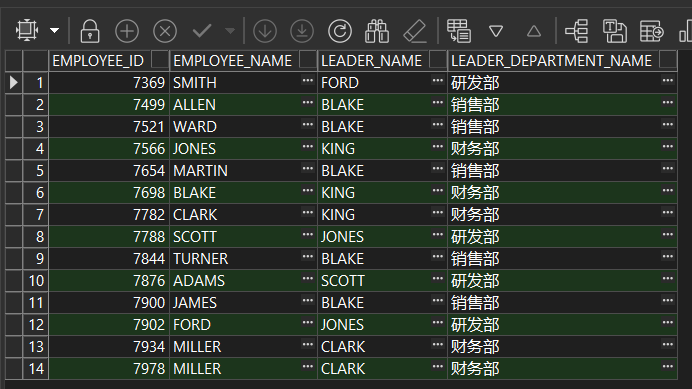 EMPLOYEE_ID EMPLOYEE_NAME LEADER_NAME LEADER_DEPARTMENT_NAME
1 7369 SMITH ··· FORD ··· 研发部 ···
2 7499 ALLEN ··· BLAKE ··· 销售部 ···
3 7521 WARD ··· BLAKE ··· 销售部 ···
4 7566 JONES ··· KING ··· 财务部 ···
5 7654 MARTIN ··· BLAKE ··· 销售部 ···
6 7698 BLAKE ··· KING ··· 财务部 ···
7 7782 CLARK ··· KING ··· 财务部 ···
8 7788 SCOTT ··· JONES ··· 研发部 ···
9 7844 TURNER ··· BLAKE ··· 销售部 ···
10 7876 ADAMS ··· SCOTT ··· 研发部 ···
11 7900 JAMES ··· BLAKE ··· 销售部 ···
12 7902 FORD ··· JONES ··· 研发部 ···
13 7934 MILLER ··· CLARK ··· 财务部 ···
14 7978 MILLER ··· CLARK ··· 财务部 ···